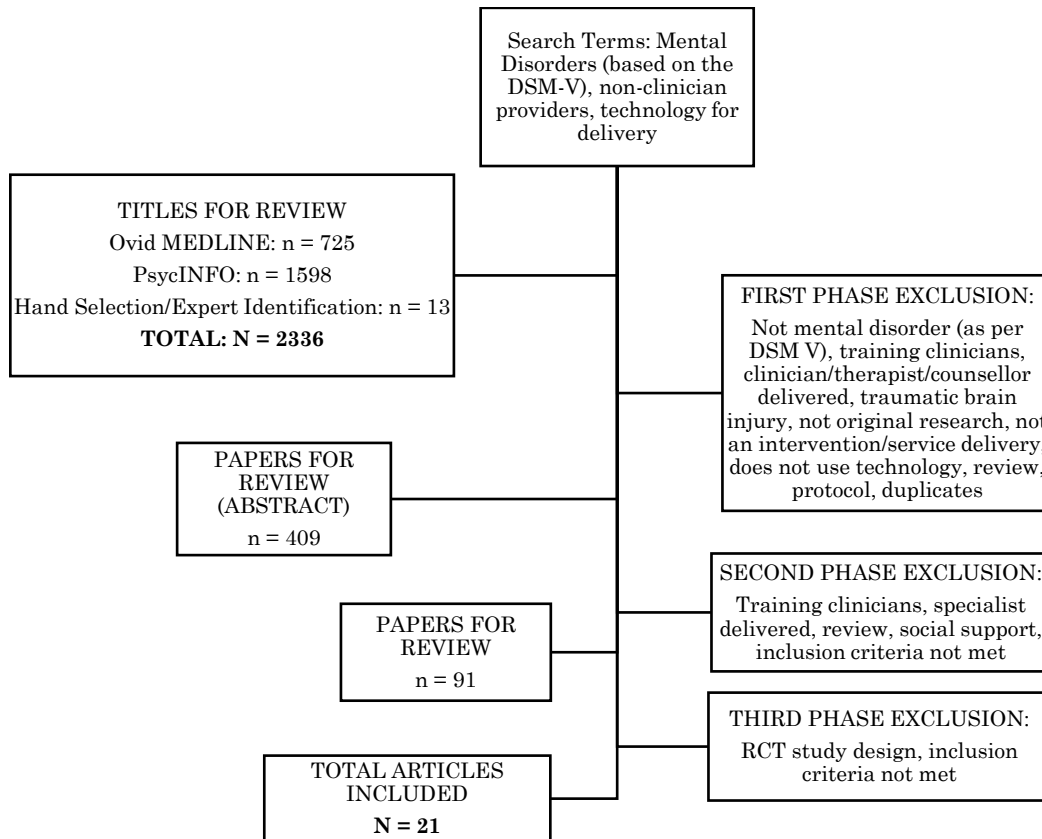 Search Terms: Mental
Disorders (based on the
DSM-V), non-clinician
providers, technology for
delivery
TITLES FOR REVIEW
Ovid MEDLINE: n = 725
PsycINFO: n = 1598
Hand Selection/Expert Identification: n = 13
TOTAL: N = 2336
FIRST PHASE EXCLUSION:
Not mental disorder (as per
DSM V), training clinicians,
clinician/therapist/counsellor
delivered, traumatic brain
injury, not original research, not
an intervention/service delivery,
does not use technology, review,
protocol, duplicates
PAPERS FOR
REVIEW
(ABSTRACT)
n = 409
SECOND PHASE EXCLUSION:
Training clinicians, specialist
delivered, review, social support,
inclusion criteria not met
PAPERS FOR
REVIEW
n = 91
THIRD PHASE EXCLUSION:
RCT study design, inclusion
criteria not met
TOTAL ARTICLES
INCLUDED
N = 21